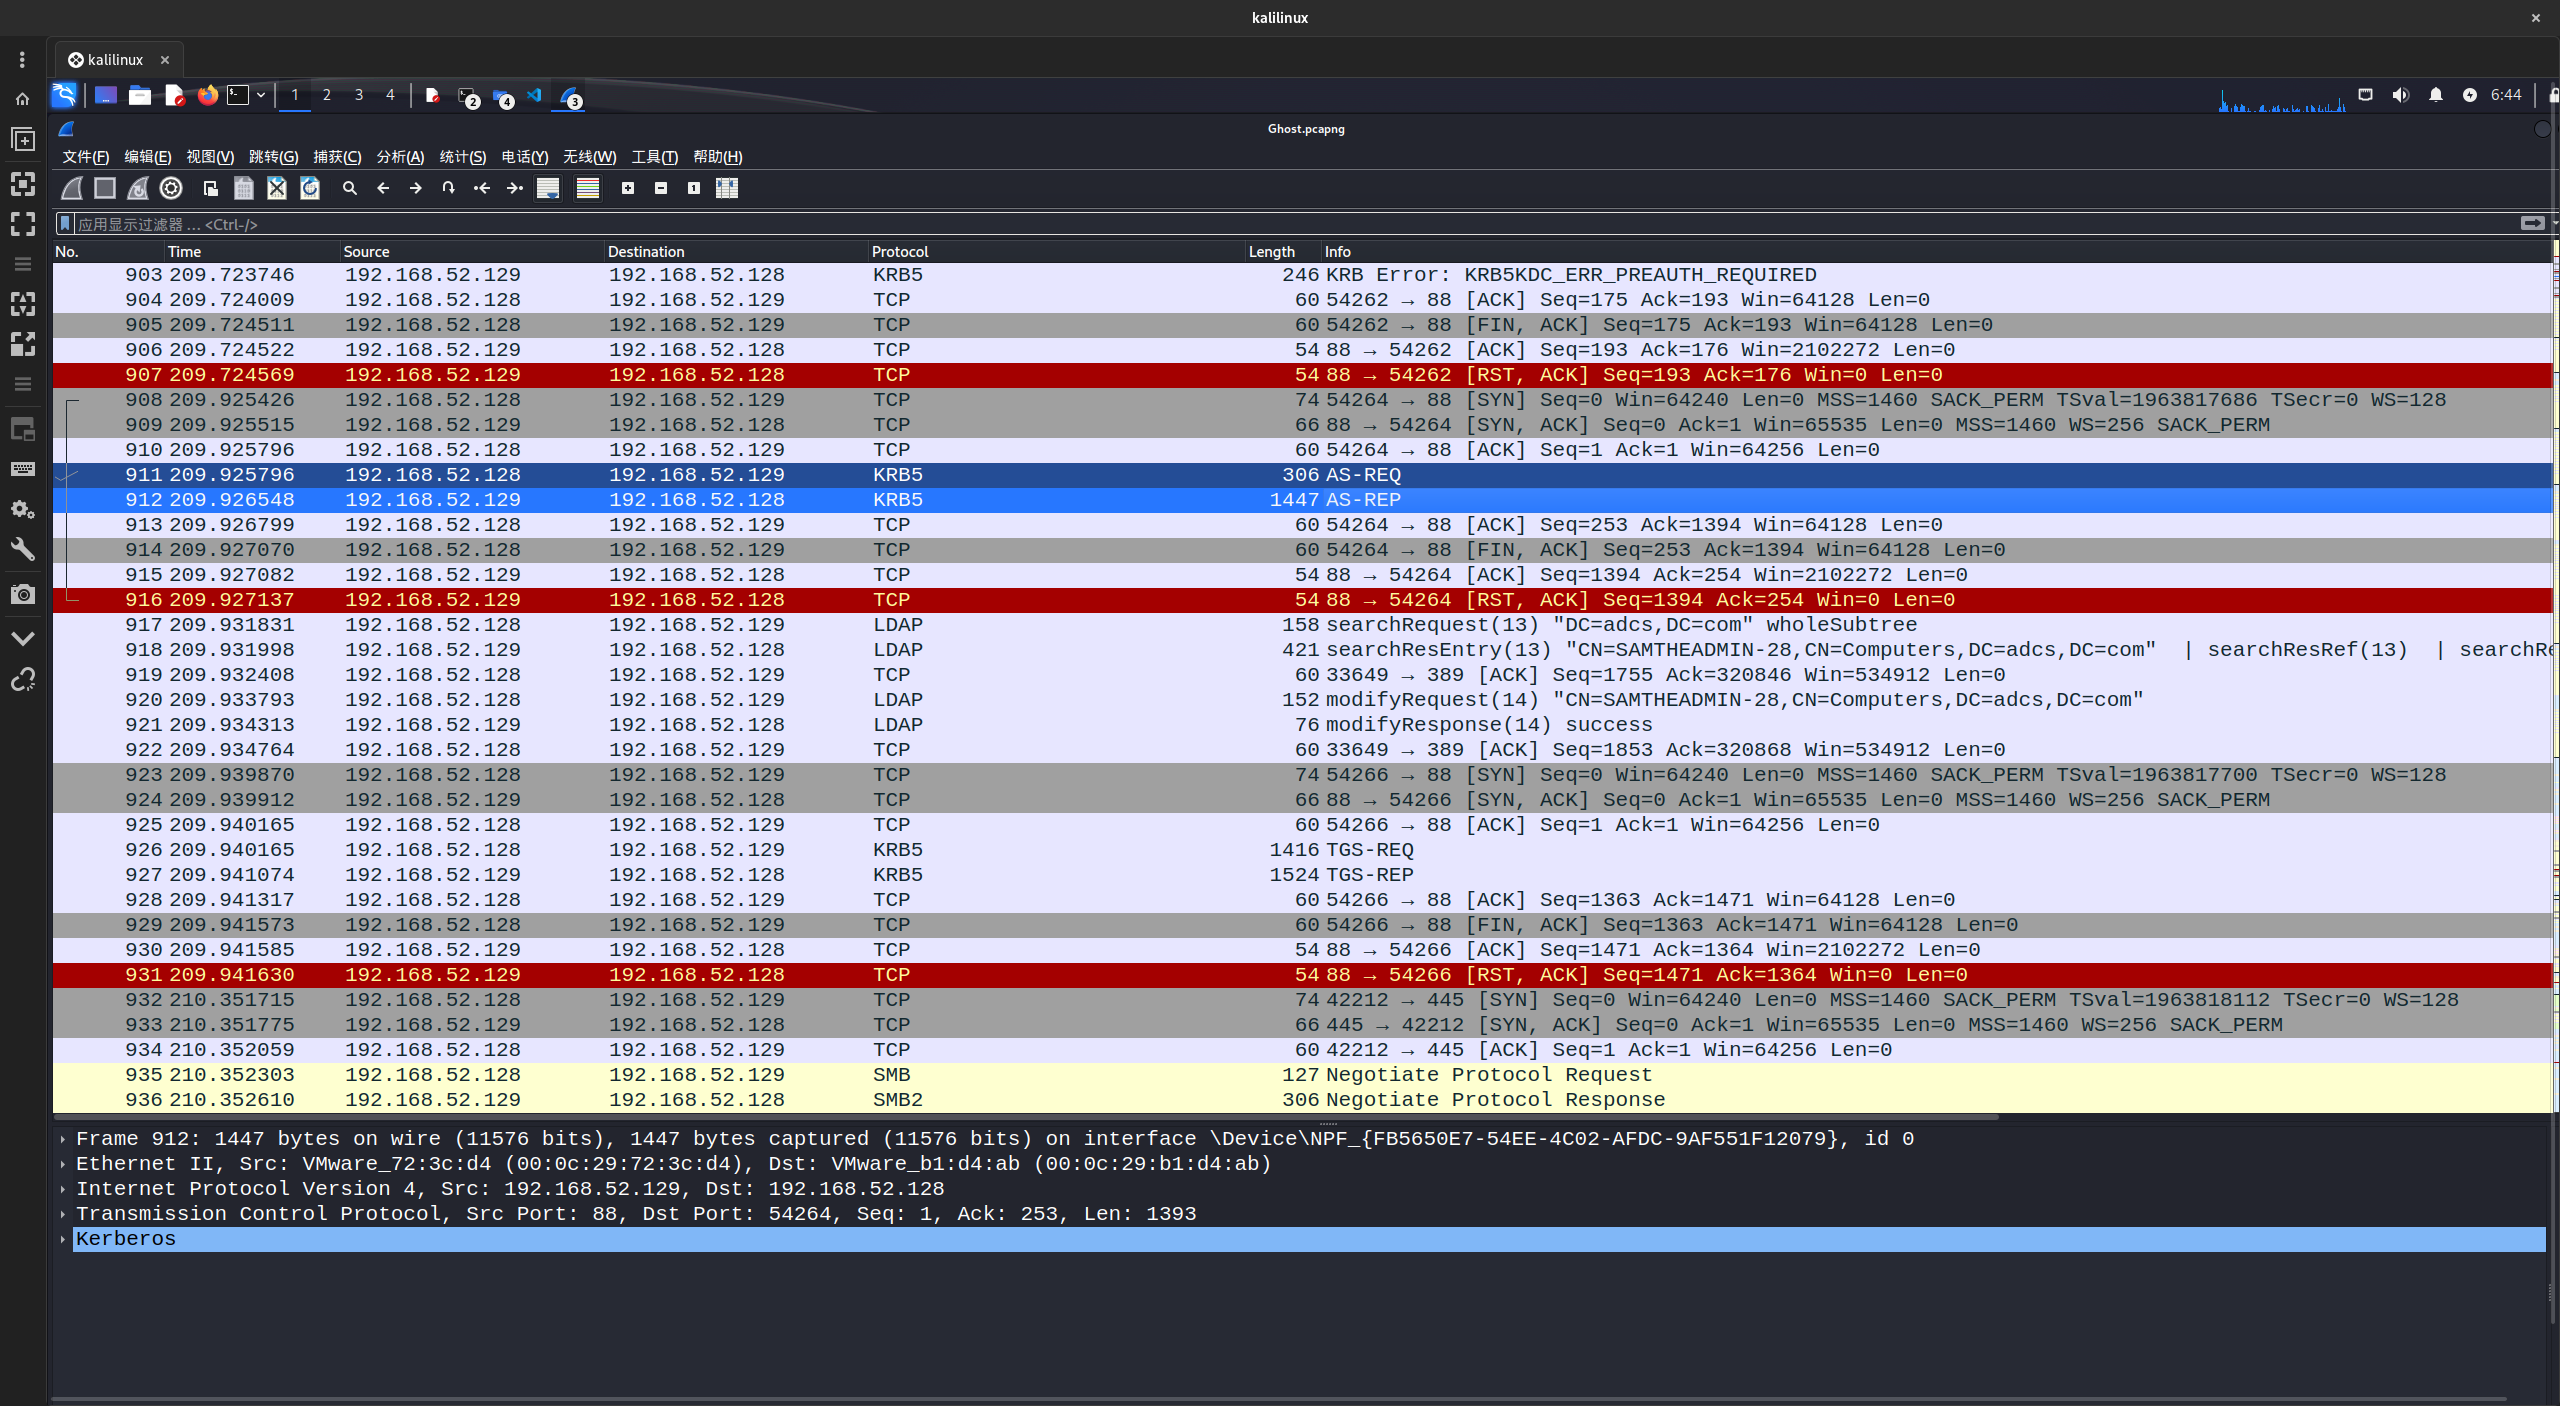 kalilinux
kalilinux
1 2 3 4 2 4 3 6:44
Ghost.pcapng
文件(F) 编辑(E) 视图(V) 跳转(G) 捕获(C) 分析(A) 统计(S) 电话(Y) 无线(W) 工具(T) 帮助(H)
应用显示过滤器 … <Ctrl-/>
No. Time Source Destination Protocol Length Info
903 209.723746 192.168.52.129 192.168.52.128 KRB5 246 KRB Error: KRB5KDC_ERR_PREAUTH_REQUIRED
904 209.724009 192.168.52.128 192.168.52.129 TCP 60 54262 → 88 [ACK] Seq=175 Ack=193 Win=64128 Len=0
905 209.724511 192.168.52.128 192.168.52.129 TCP 60 54262 → 88 [FIN, ACK] Seq=175 Ack=193 Win=64128 Len=0
906 209.724522 192.168.52.129 192.168.52.128 TCP 54 88 → 54262 [ACK] Seq=193 Ack=176 Win=2102272 Len=0
907 209.724569 192.168.52.129 192.168.52.128 TCP 54 88 → 54262 [RST, ACK] Seq=193 Ack=176 Win=0 Len=0
908 209.925426 192.168.52.128 192.168.52.129 TCP 74 54264 → 88 [SYN] Seq=0 Win=64240 Len=0 MSS=1460 SACK_PERM TSval=1963817686 TSecr=0 WS=128
909 209.925515 192.168.52.129 192.168.52.128 TCP 66 88 → 54264 [SYN, ACK] Seq=0 Ack=1 Win=65535 Len=0 MSS=1460 WS=256 SACK_PERM
910 209.925796 192.168.52.128 192.168.52.129 TCP 60 54264 → 88 [ACK] Seq=1 Ack=1 Win=64256 Len=0
911 209.925796 192.168.52.128 192.168.52.129 KRB5 306 AS-REQ
912 209.926548 192.168.52.129 192.168.52.128 KRB5 1447 AS-REP
913 209.926799 192.168.52.128 192.168.52.129 TCP 60 54264 → 88 [ACK] Seq=253 Ack=1394 Win=64128 Len=0
914 209.927070 192.168.52.128 192.168.52.129 TCP 60 54264 → 88 [FIN, ACK] Seq=253 Ack=1394 Win=64128 Len=0
915 209.927082 192.168.52.129 192.168.52.128 TCP 54 88 → 54264 [ACK] Seq=1394 Ack=254 Win=2102272 Len=0
916 209.927137 192.168.52.129 192.168.52.128 TCP 54 88 → 54264 [RST, ACK] Seq=1394 Ack=254 Win=0 Len=0
917 209.931831 192.168.52.128 192.168.52.129 LDAP 158 searchRequest(13) "DC=adcs,DC=com" wholeSubtree
918 209.931998 192.168.52.129 192.168.52.128 LDAP 421 searchResEntry(13) "CN=SAMTHEADMIN-28,CN=Computers,DC=adcs,DC=com" | searchResRef(13) | searchRe
919 209.932408 192.168.52.128 192.168.52.129 TCP 60 33649 → 389 [ACK] Seq=1755 Ack=320846 Win=534912 Len=0
920 209.933793 192.168.52.128 192.168.52.129 LDAP 152 modifyRequest(14) "CN=SAMTHEADMIN-28,CN=Computers,DC=adcs,DC=com"
921 209.934313 192.168.52.129 192.168.52.128 LDAP 76 modifyResponse(14) success
922 209.934764 192.168.52.128 192.168.52.129 TCP 60 33649 → 389 [ACK] Seq=1853 Ack=320868 Win=534912 Len=0
923 209.939870 192.168.52.128 192.168.52.129 TCP 74 54266 → 88 [SYN] Seq=0 Win=64240 Len=0 MSS=1460 SACK_PERM TSval=1963817700 TSecr=0 WS=128
924 209.939912 192.168.52.129 192.168.52.128 TCP 66 88 → 54266 [SYN, ACK] Seq=0 Ack=1 Win=65535 Len=0 MSS=1460 WS=256 SACK_PERM
925 209.940165 192.168.52.128 192.168.52.129 TCP 60 54266 → 88 [ACK] Seq=1 Ack=1 Win=64256 Len=0
926 209.940165 192.168.52.128 192.168.52.129 KRB5 1416 TGS-REQ
927 209.941074 192.168.52.129 192.168.52.128 KRB5 1524 TGS-REP
928 209.941317 192.168.52.128 192.168.52.129 TCP 60 54266 → 88 [ACK] Seq=1363 Ack=1471 Win=64128 Len=0
929 209.941573 192.168.52.128 192.168.52.129 TCP 60 54266 → 88 [FIN, ACK] Seq=1363 Ack=1471 Win=64128 Len=0
930 209.941585 192.168.52.129 192.168.52.128 TCP 54 88 → 54266 [ACK] Seq=1471 Ack=1364 Win=2102272 Len=0
931 209.941630 192.168.52.129 192.168.52.128 TCP 54 88 → 54266 [RST, ACK] Seq=1471 Ack=1364 Win=0 Len=0
932 210.351715 192.168.52.128 192.168.52.129 TCP 74 42212 → 445 [SYN] Seq=0 Win=64240 Len=0 MSS=1460 SACK_PERM TSval=1963818112 TSecr=0 WS=128
933 210.351775 192.168.52.129 192.168.52.128 TCP 66 445 → 42212 [SYN, ACK] Seq=0 Ack=1 Win=65535 Len=0 MSS=1460 WS=256 SACK_PERM
934 210.352059 192.168.52.128 192.168.52.129 TCP 60 42212 → 445 [ACK] Seq=1 Ack=1 Win=64256 Len=0
935 210.352303 192.168.52.128 192.168.52.129 SMB 127 Negotiate Protocol Request
936 210.352610 192.168.52.129 192.168.52.128 SMB2 306 Negotiate Protocol Response
Frame 912: 1447 bytes on wire (11576 bits), 1447 bytes captured (11576 bits) on interface \Device\NPF_{FB5650E7-54EE-4C02-AFDC-9AF551F12079}, id 0
Ethernet II, Src: VMware_72:3c:d4 (00:0c:29:72:3c:d4), Dst: VMware_b1:d4:ab (00:0c:29:b1:d4:ab)
Internet Protocol Version 4, Src: 192.168.52.129, Dst: 192.168.52.128
Transmission Control Protocol, Src Port: 88, Dst Port: 54264, Seq: 1, Ack: 253, Len: 1393
Kerberos